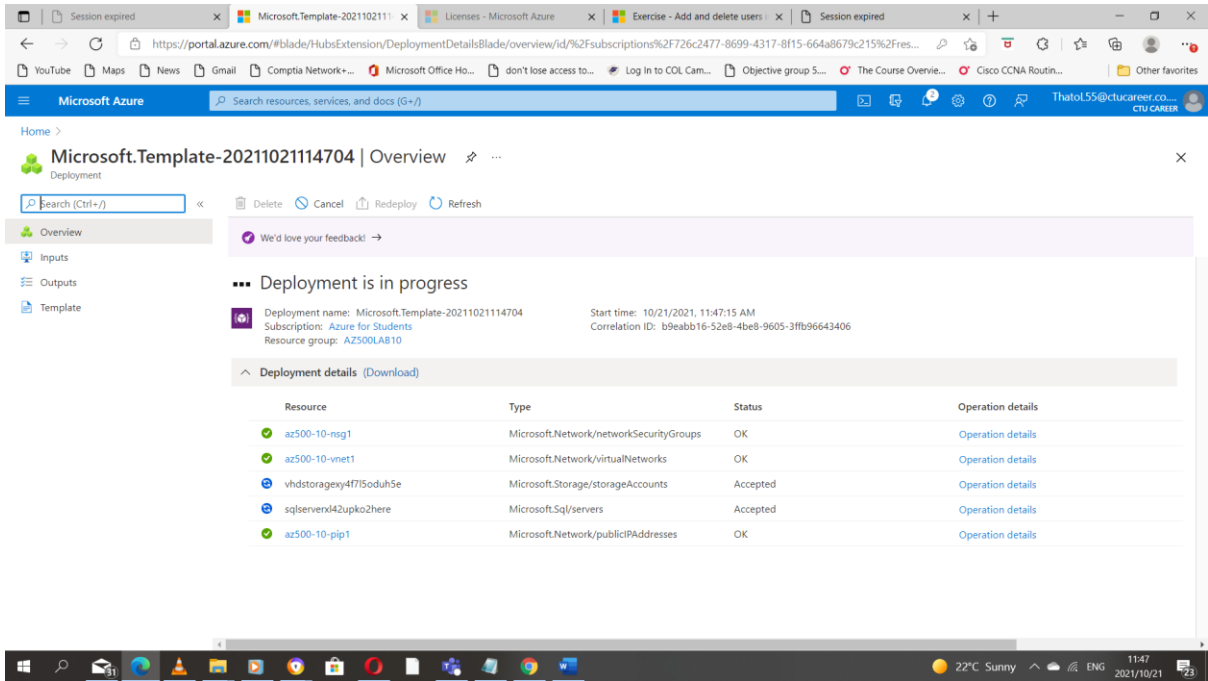 Session expired
Microsoft.Template-2021102111
Licenses - Microsoft Azure
Exercise - Add and delete users i
Session expired
https://portal.azure.com/#blade/HubsExtension/DeploymentDetailsBlade/overview/id/%2Fsubscriptions%2F726c2477-8699-4317-8f15-664a8679c215%2Fres...
YouTube Maps News Gmail Comptia Network+... Microsoft Office Ho... don't lose access to... Log In to COL Cam... Objective group 5.... The Course Overvie... Cisco CCNA Routin... Other favorites
Microsoft Azure
Search resources, services, and docs (G+/)
2
ThatoL55@ctucareer.co....
CTU CAREER
Home >
Microsoft.Template-20211021114704 | Overview
Deployment
Search (Ctrl+/)
Delete Cancel Redeploy Refresh
Overview
Inputs
Outputs
Template
We'd love your feedback! →
Deployment is in progress
Deployment name: Microsoft.Template-20211021114704
Subscription: Azure for Students
Resource group: AZ500LAB10
Start time: 10/21/2021, 11:47:15 AM
Correlation ID: b9eabb16-52e8-4be8-9605-3ffb96643406
Deployment details (Download)
Resource Type Status Operation details
az500-10-nsg1 Microsoft.Network/networkSecurityGroups OK Operation details
az500-10-vnet1 Microsoft.Network/virtualNetworks OK Operation details
vhdstoragexy4f7l5oduh5e Microsoft.Storage/storageAccounts Accepted Operation details
sqlserverxl42upko2here Microsoft.Sql/servers Accepted Operation details
az500-10-pip1 Microsoft.Network/publicIPAddresses OK Operation details
31
22°C Sunny
ENG
11:47
2021/10/21
23